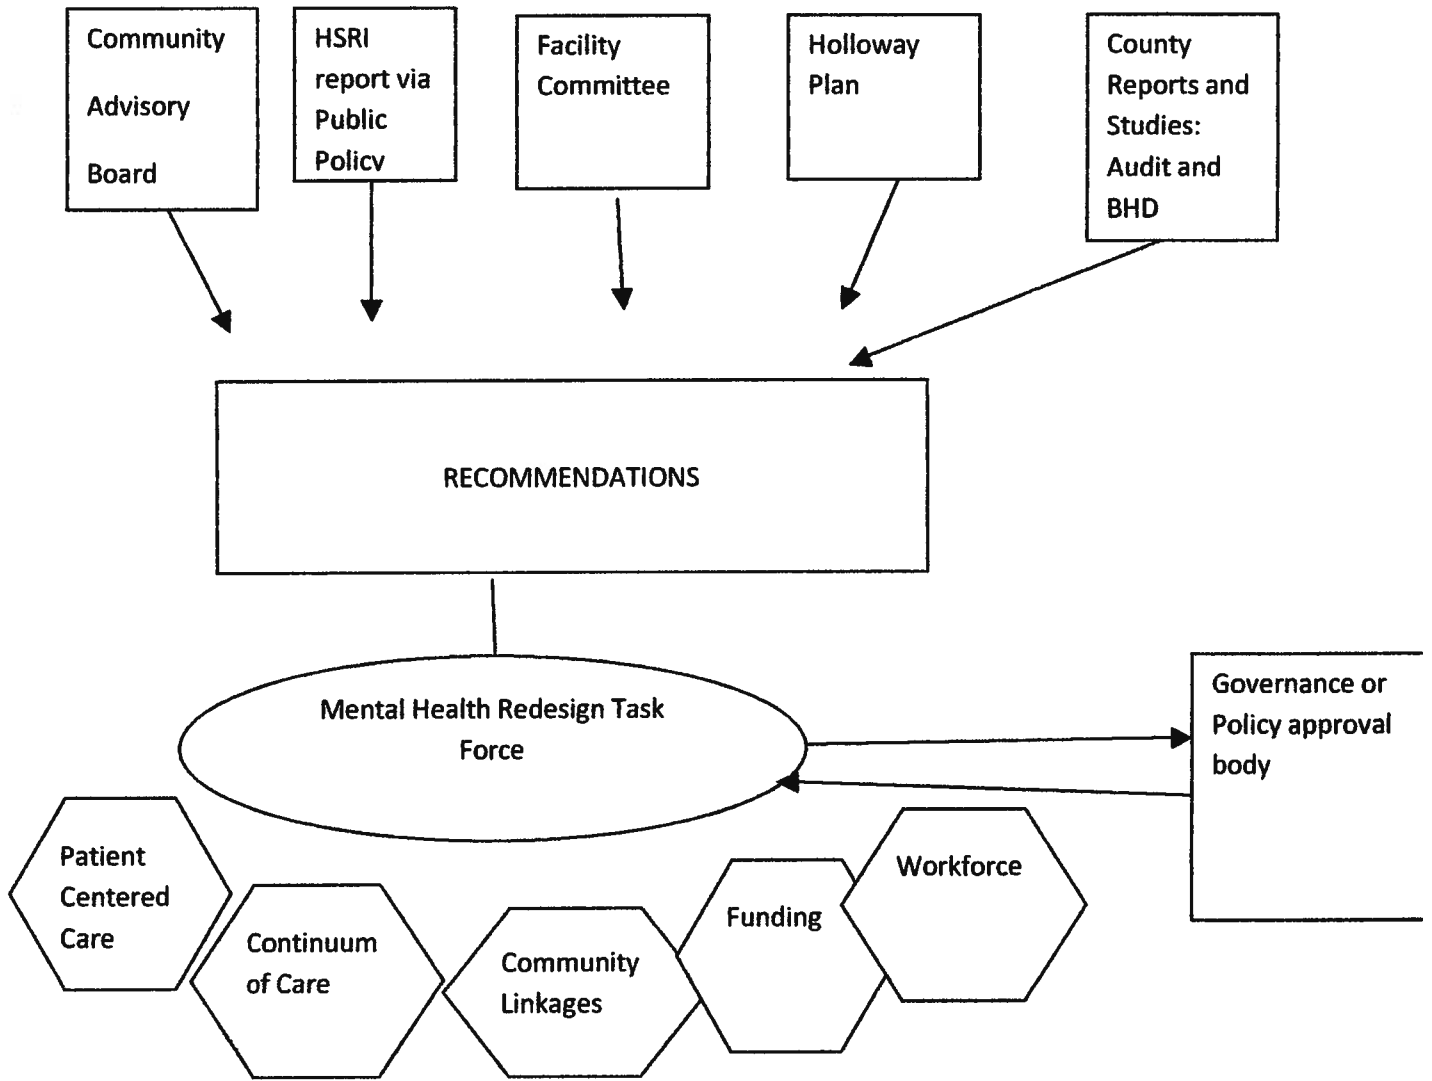 Community
Advisory
Board
HSRI
report via
Public
Policy
Facility
Committee
Holloway
Plan
County
Reports and
Studies:
Audit and
BHD
RECOMMENDATIONS
Mental Health Redesign Task
Force
Governance or
Policy approval
body
Patient
Centered
Care
Continuum
of Care
Community
Linkages
Funding
Workforce